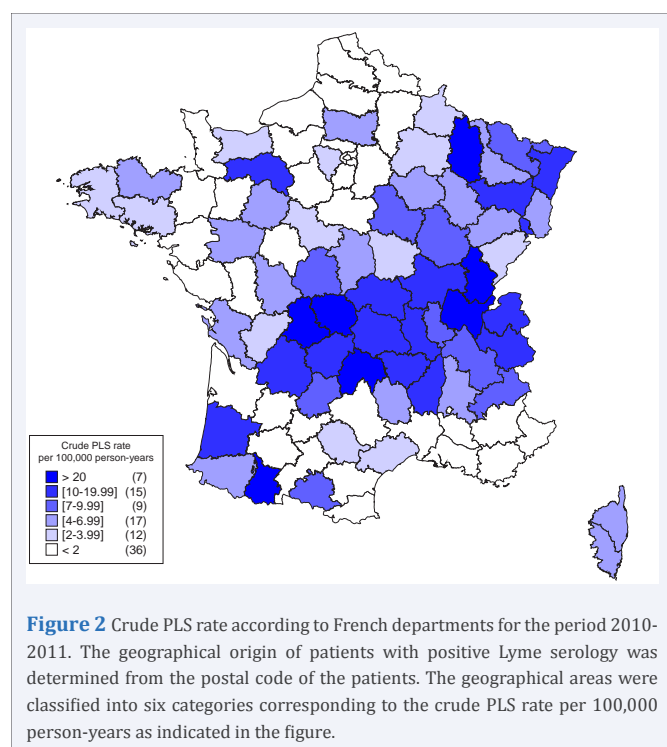 Crude PLS rate
per 100,000 person-years
> 20 (7)
[10-19.99] (15)
[7-9.99] (9)
[4-6.99] (17)
[2-3.99] (12)
< 2 (36)
Figure 2 Crude PLS rate according to French departments for the period 2010-
2011. The geographical origin of patients with positive Lyme serology was
determined from the postal code of the patients. The geographical areas were
classified into six categories corresponding to the crude PLS rate per 100,000
person-years as indicated in the figure.